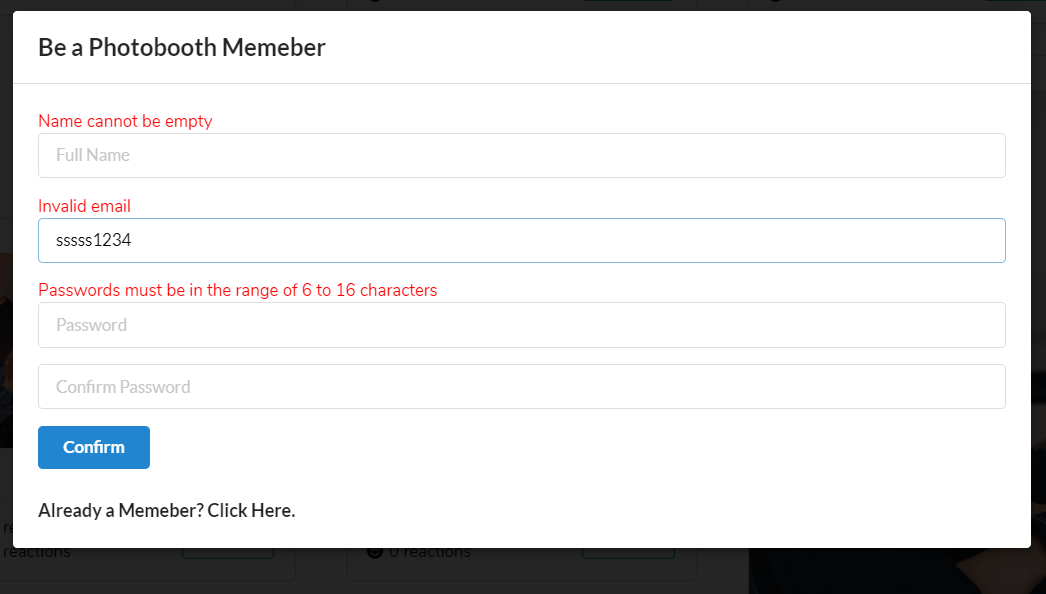 Be a Photobooth Memeber
Name cannot be empty
Full Name
Invalid email
sssss1234
Passwords must be in the range of 6 to 16 characters
Password
Confirm Password
Confirm
Already a Memeber? Click Here.
reactions
0 reactions